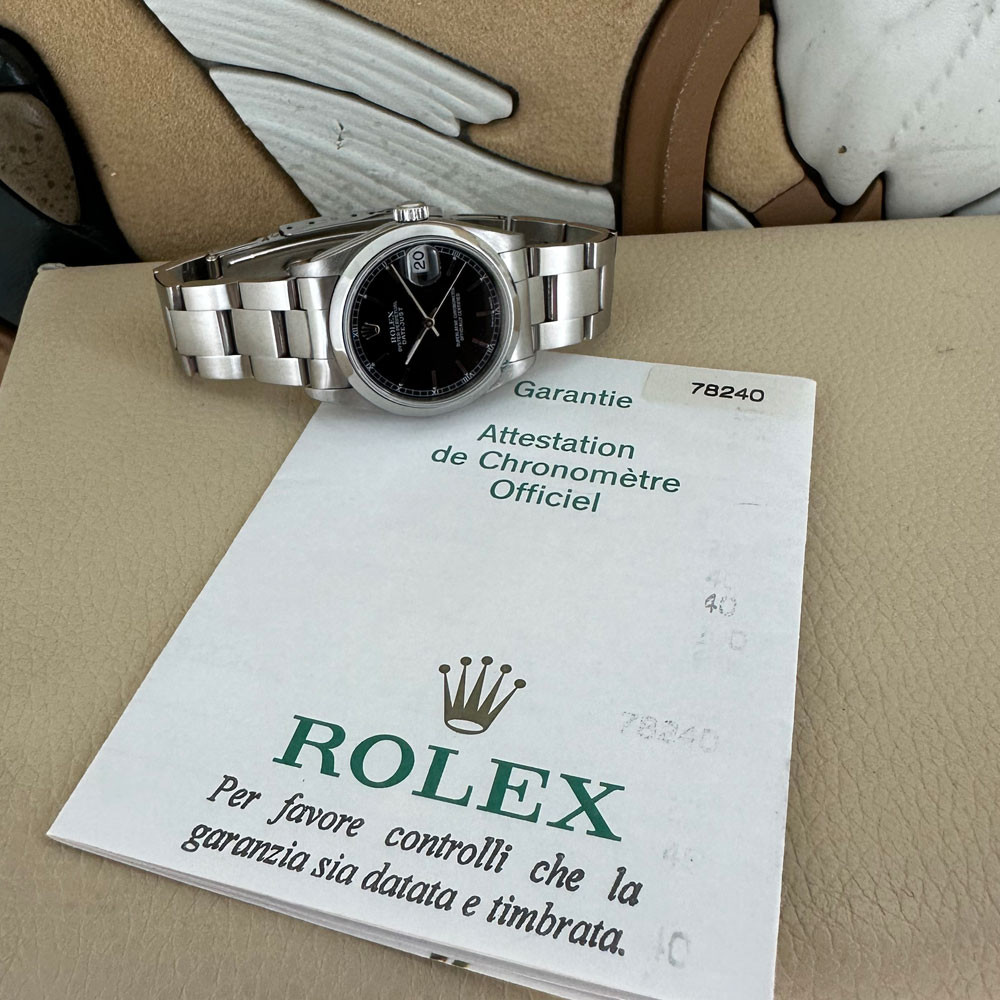 20
ROLEX
OYSTER PERPETUAL
DATEJUST
SUPERLATIVE CHRONOMETER
OFFICIALLY CERTIFIED
Garantie
78240
Attestation
de Chronomètre
Officiel
40
78240
ROLEX
Per favore controlli che la
garanzia sia datata e timbrata.